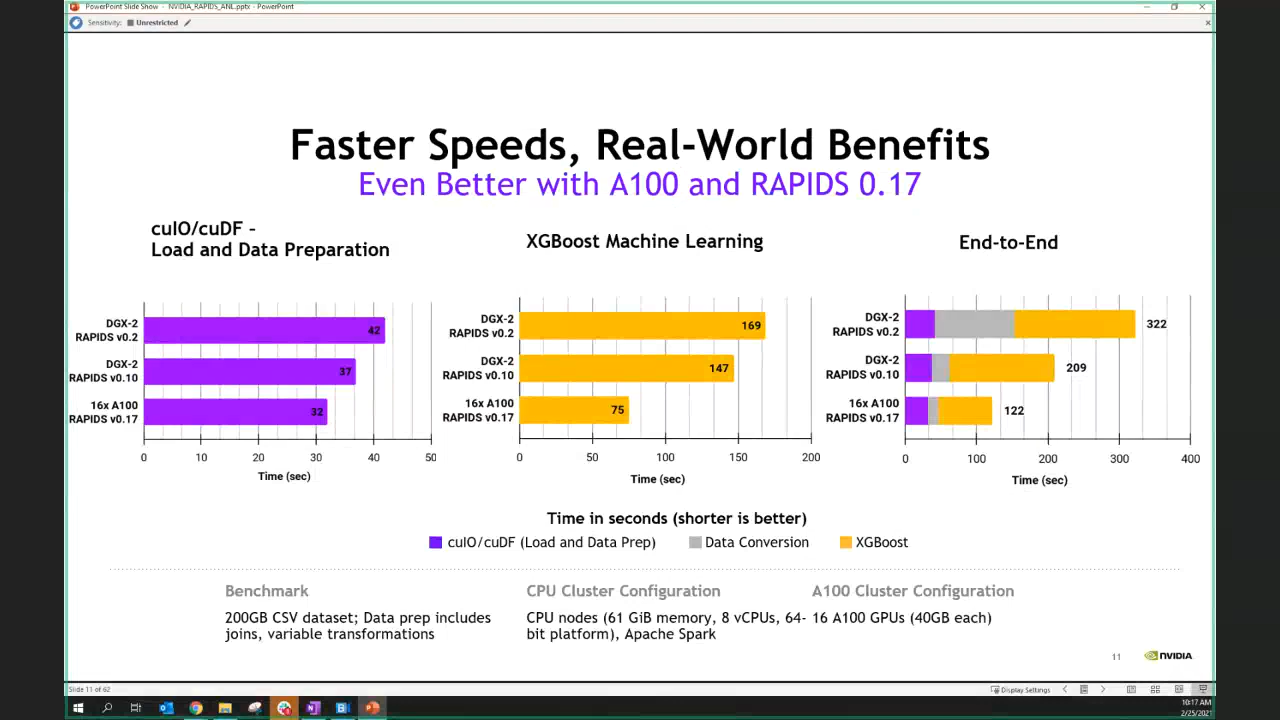 PowerPoint Slide Show - NVIDIA_RAPIDS_ANL.pptx - PowerPoint
Sensitivity: Unrestricted
Faster Speeds, Real-World Benefits
Even Better with A100 and RAPIDS 0.17
cuIO/cuDF –
Load and Data Preparation
DGX-2
RAPIDS v0.2
42
DGX-2
RAPIDS v0.10
37
16x A100
RAPIDS v0.17
32
0 10 20 30 40 50
Time (sec)
XGBoost Machine Learning
DGX-2
RAPIDS v0.2
169
DGX-2
RAPIDS v0.10
147
16x A100
RAPIDS v0.17
75
0 50 100 150 200
Time (sec)
End-to-End
DGX-2
RAPIDS v0.2
322
DGX-2
RAPIDS v0.10
209
16x A100
RAPIDS v0.17
122
0 100 200 300 400
Time (sec)
Time in seconds (shorter is better)
cuIO/cuDF (Load and Data Prep) Data Conversion XGBoost
Benchmark
200GB CSV dataset; Data prep includes
joins, variable transformations
CPU Cluster Configuration
CPU nodes (61 GiB memory, 8 vCPUs, 64-
bit platform), Apache Spark
A100 Cluster Configuration
16 A100 GPUs (40GB each)
11
NVIDIA
Slide 11 of 62
Display Settings
10:17 AM